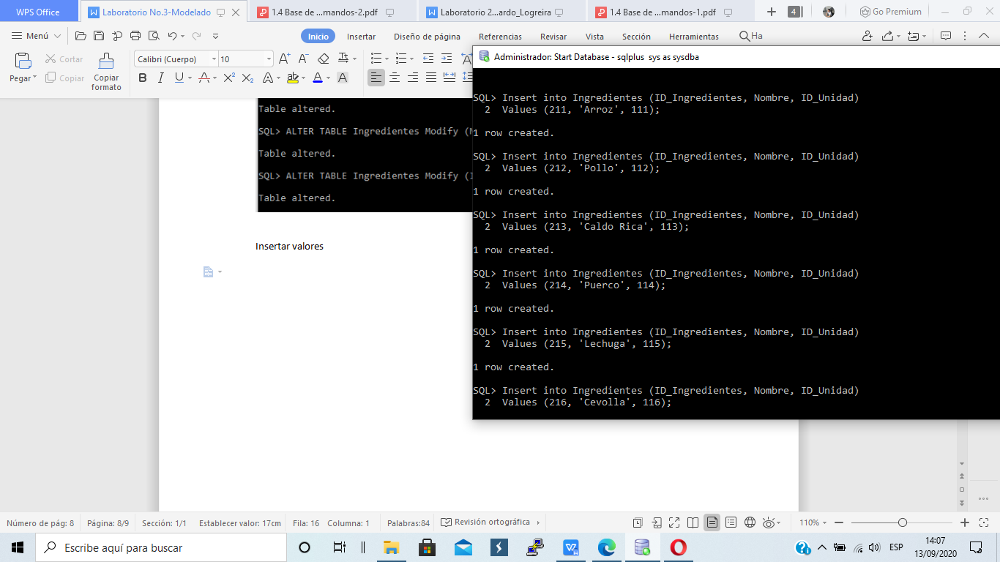 WPS Office
Laboratorio No.3-Modelado
1.4 Base de ...mandos-2.pdf
Laboratorio 2...ardo_Logreira
1.4 Base de ...mandos-1.pdf
4
Go Premium
Menú
Inicio
Insertar
Diseño de página
Referencias
Revisar
Vista
Sección
Herramientas
Ha
Pegar
Cortar
Copiar
Copiar
formato
Calibri (Cuerpo)
10
Administrador: Start Database - sqlplus sys as sysdba
Table altered.
SQL> ALTER TABLE Ingredientes Modify (
Table altered.
SQL> ALTER TABLE Ingredientes Modify (
Table altered.
Insertar valores
SQL> Insert into Ingredientes (ID_Ingredientes, Nombre, ID_Unidad)
2 Values (211, 'Arroz', 111);
1 row created.
SQL> Insert into Ingredientes (ID_Ingredientes, Nombre, ID_Unidad)
2 Values (212, 'Pollo', 112);
1 row created.
SQL> Insert into Ingredientes (ID_Ingredientes, Nombre, ID_Unidad)
2 Values (213, 'Caldo Rica', 113);
1 row created.
SQL> Insert into Ingredientes (ID_Ingredientes, Nombre, ID_Unidad)
2 Values (214, 'Puerco', 114);
1 row created.
SQL> Insert into Ingredientes (ID_Ingredientes, Nombre, ID_Unidad)
2 Values (215, 'Lechuga', 115);
1 row created.
SQL> Insert into Ingredientes (ID_Ingredientes, Nombre, ID_Unidad)
2 Values (216, 'Cevolla', 116);
Número de pág: 8
Página: 8/9
Sección: 1/1
Establecer valor: 17cm
Fila: 16
Columna: 1
Palabras:84
Revisión ortográfica
110%
Escribe aquí para buscar
ESP
14:07
13/09/2020